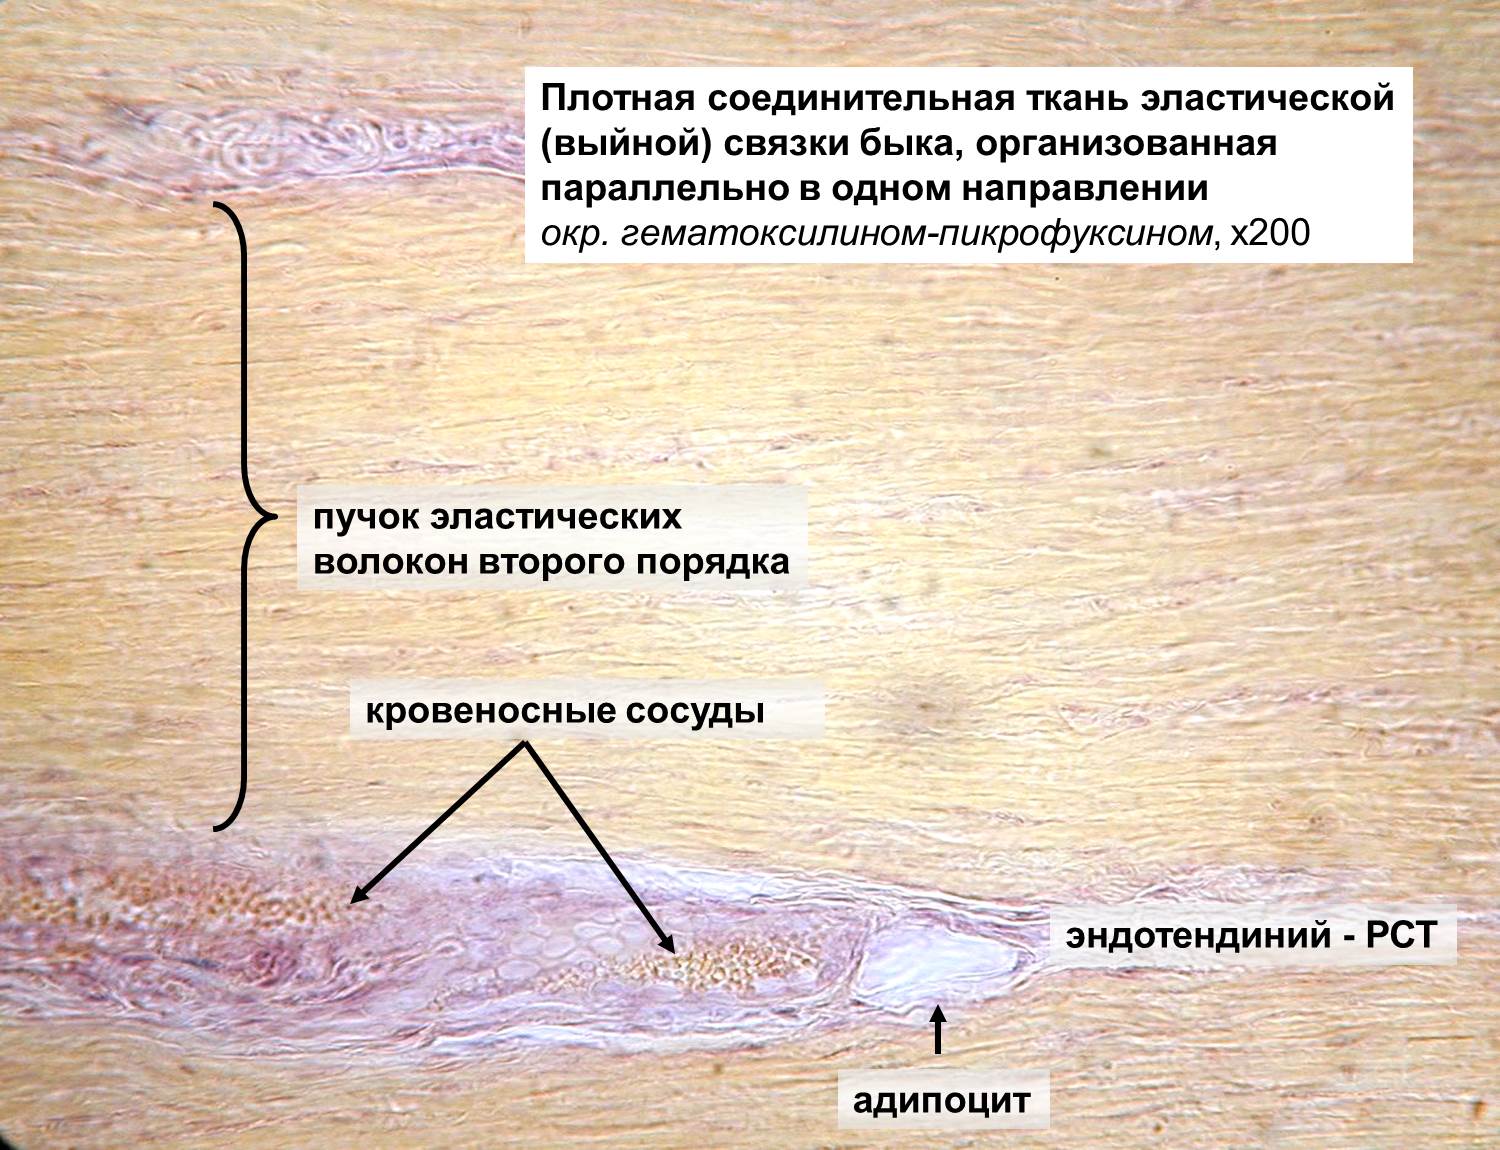 Плотная соединительная ткань эластической
(выйной) связки быка, организованная
параллельно в одном направлении
окр. гематоксилином-пикрофуксином, х200
пучок эластических
волокон второго порядка
кровеносные сосуды
эндотендиний - РСТ
адипоцит